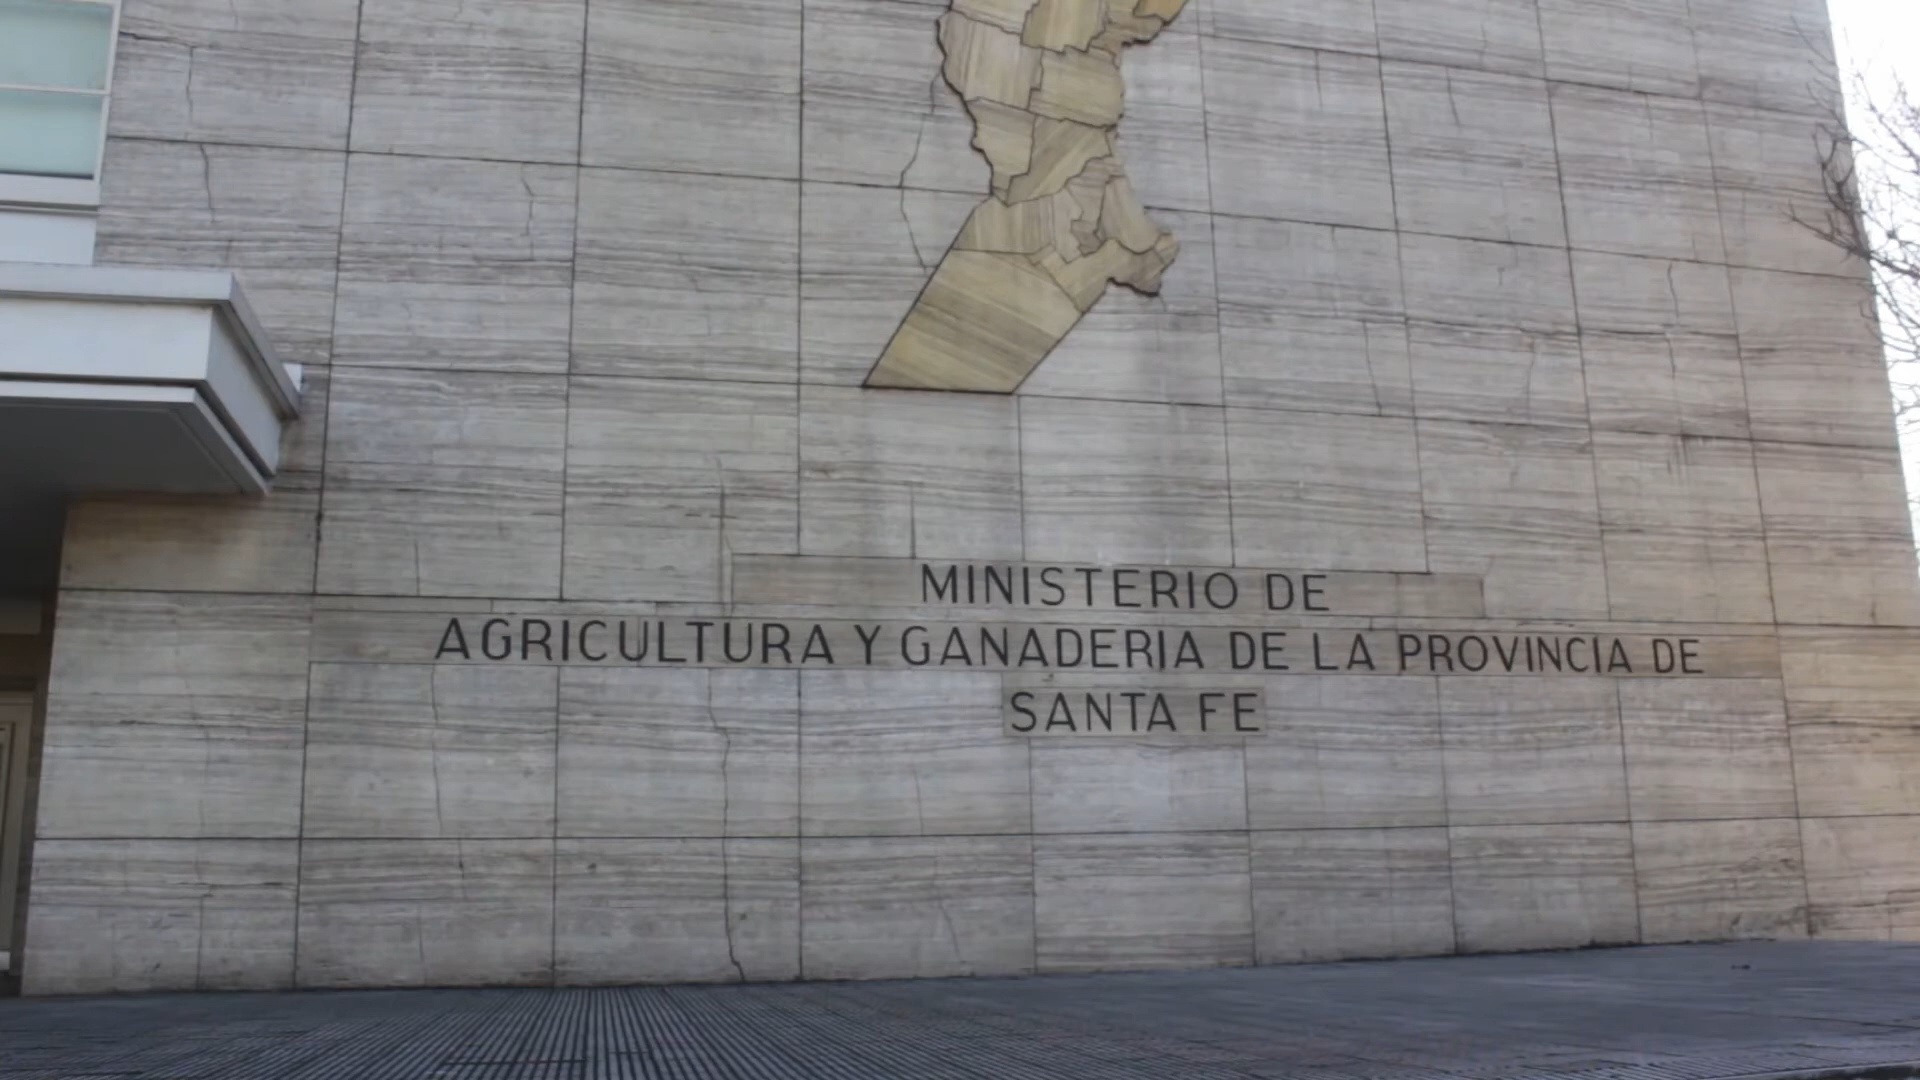 MINISTERIO DE
AGRICULTURA Y GANADERIA DE LA PROVINCIA DE
SANTA FE